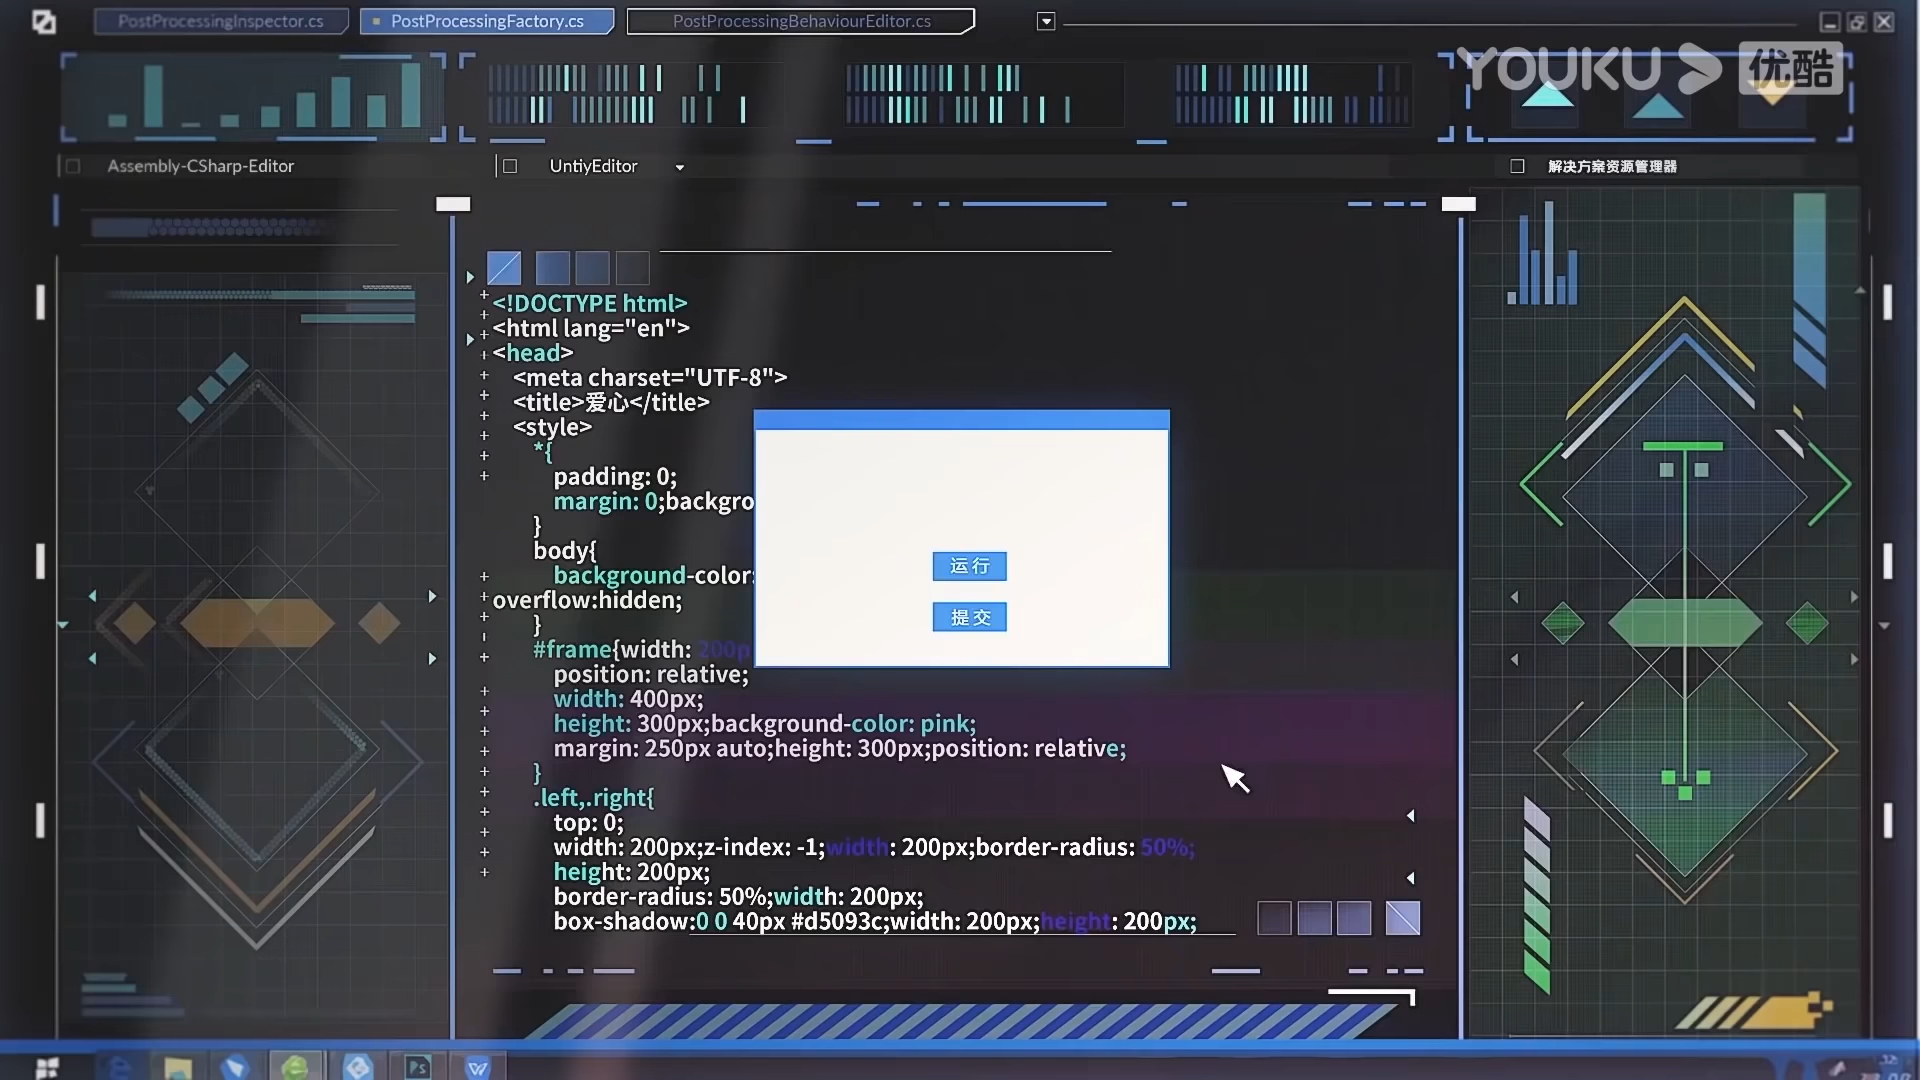 PostProcessingInspector.cs
PostProcessingFactory.cs
PostProcessingBehaviourEditor.cs
YOUKU 优酷
Assembly-CSharp-Editor
UntiyEditor
解决方案资源管理器
<!DOCTYPE html>
<html lang="en">
<head>
<meta charset="UTF-8">
<title>爱心</title>
<style>
*{
padding: 0;
margin: 0;backgro
}
body{
background-color:
overflow:hidden;
}
#frame{width: 200p
position: relative;
width: 400px;
height: 300px;background-color: pink;
margin: 250px auto;height: 300px;position: relative;
}
.left,.right{
top: 0;
width: 200px;z-index: -1;width: 200px;border-radius: 50%;
height: 200px;
border-radius: 50%;width: 200px;
box-shadow:0 0 40px #d5093c;width: 200px;height: 200px;
运行
提交
Ps